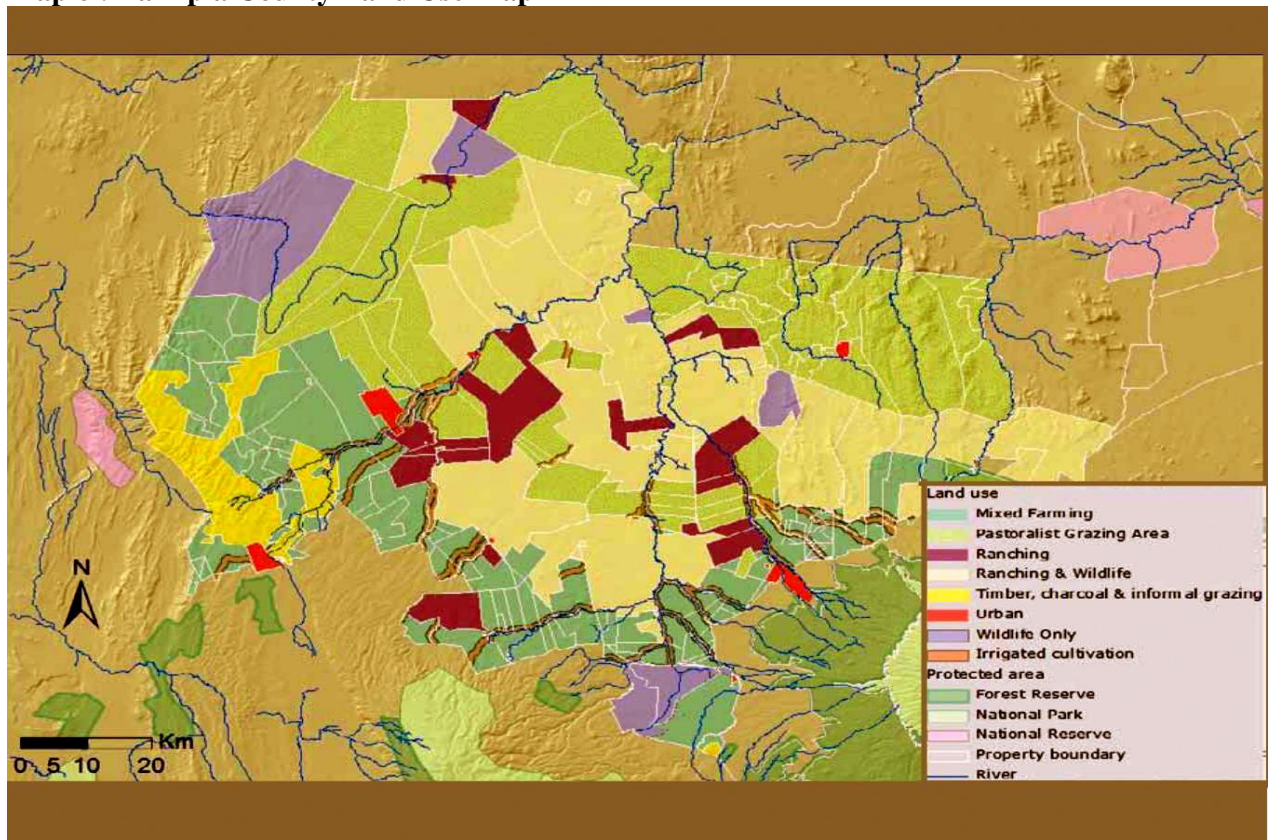 Land use
Mixed Farming
Pastoralist Grazing Area
Ranching
Ranching & Wildlife
Timber, charcoal & informal grazing
Urban
Wildlife Only
Irrigated cultivation
Protected area
Forest Reserve
National Park
National Reserve
Property boundary
River
N
Km
0 5 10 20